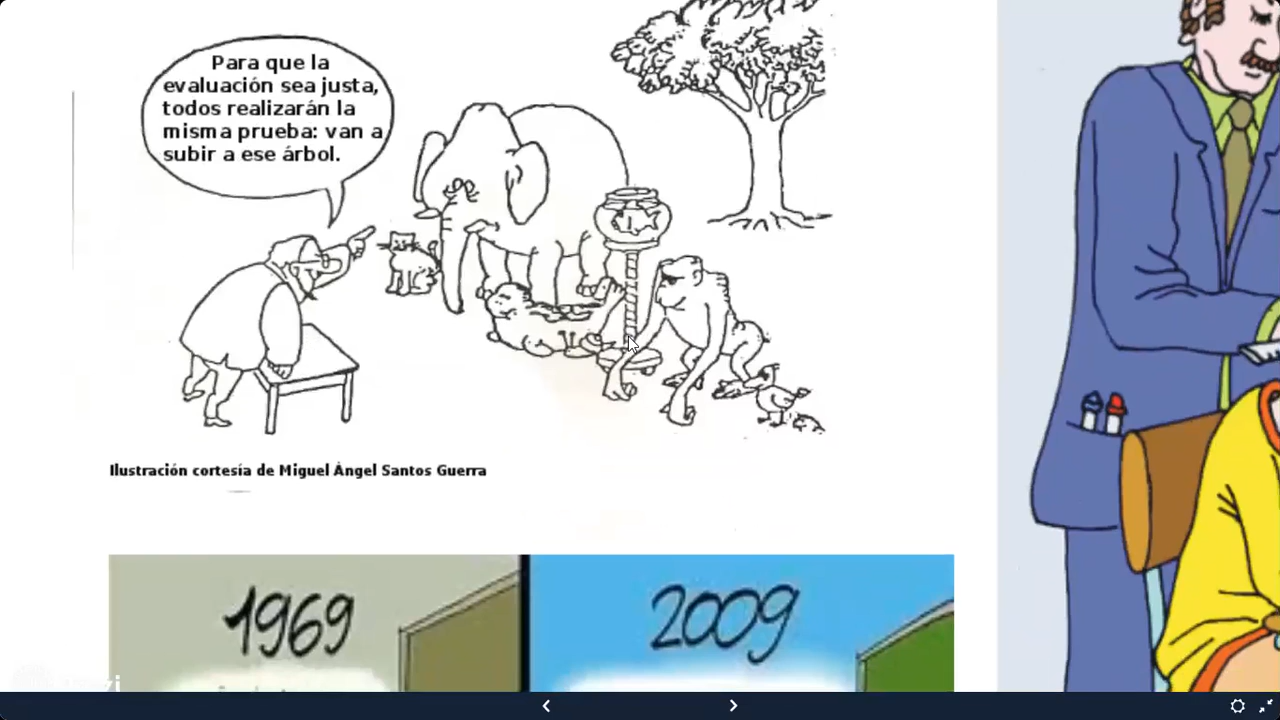 Para que la
evaluación sea justa,
todos realizarán la
misma prueba: van a
subir a ese árbol.
Ilustración cortesía de Miguel Àngel Santos Guerra
1969
2009